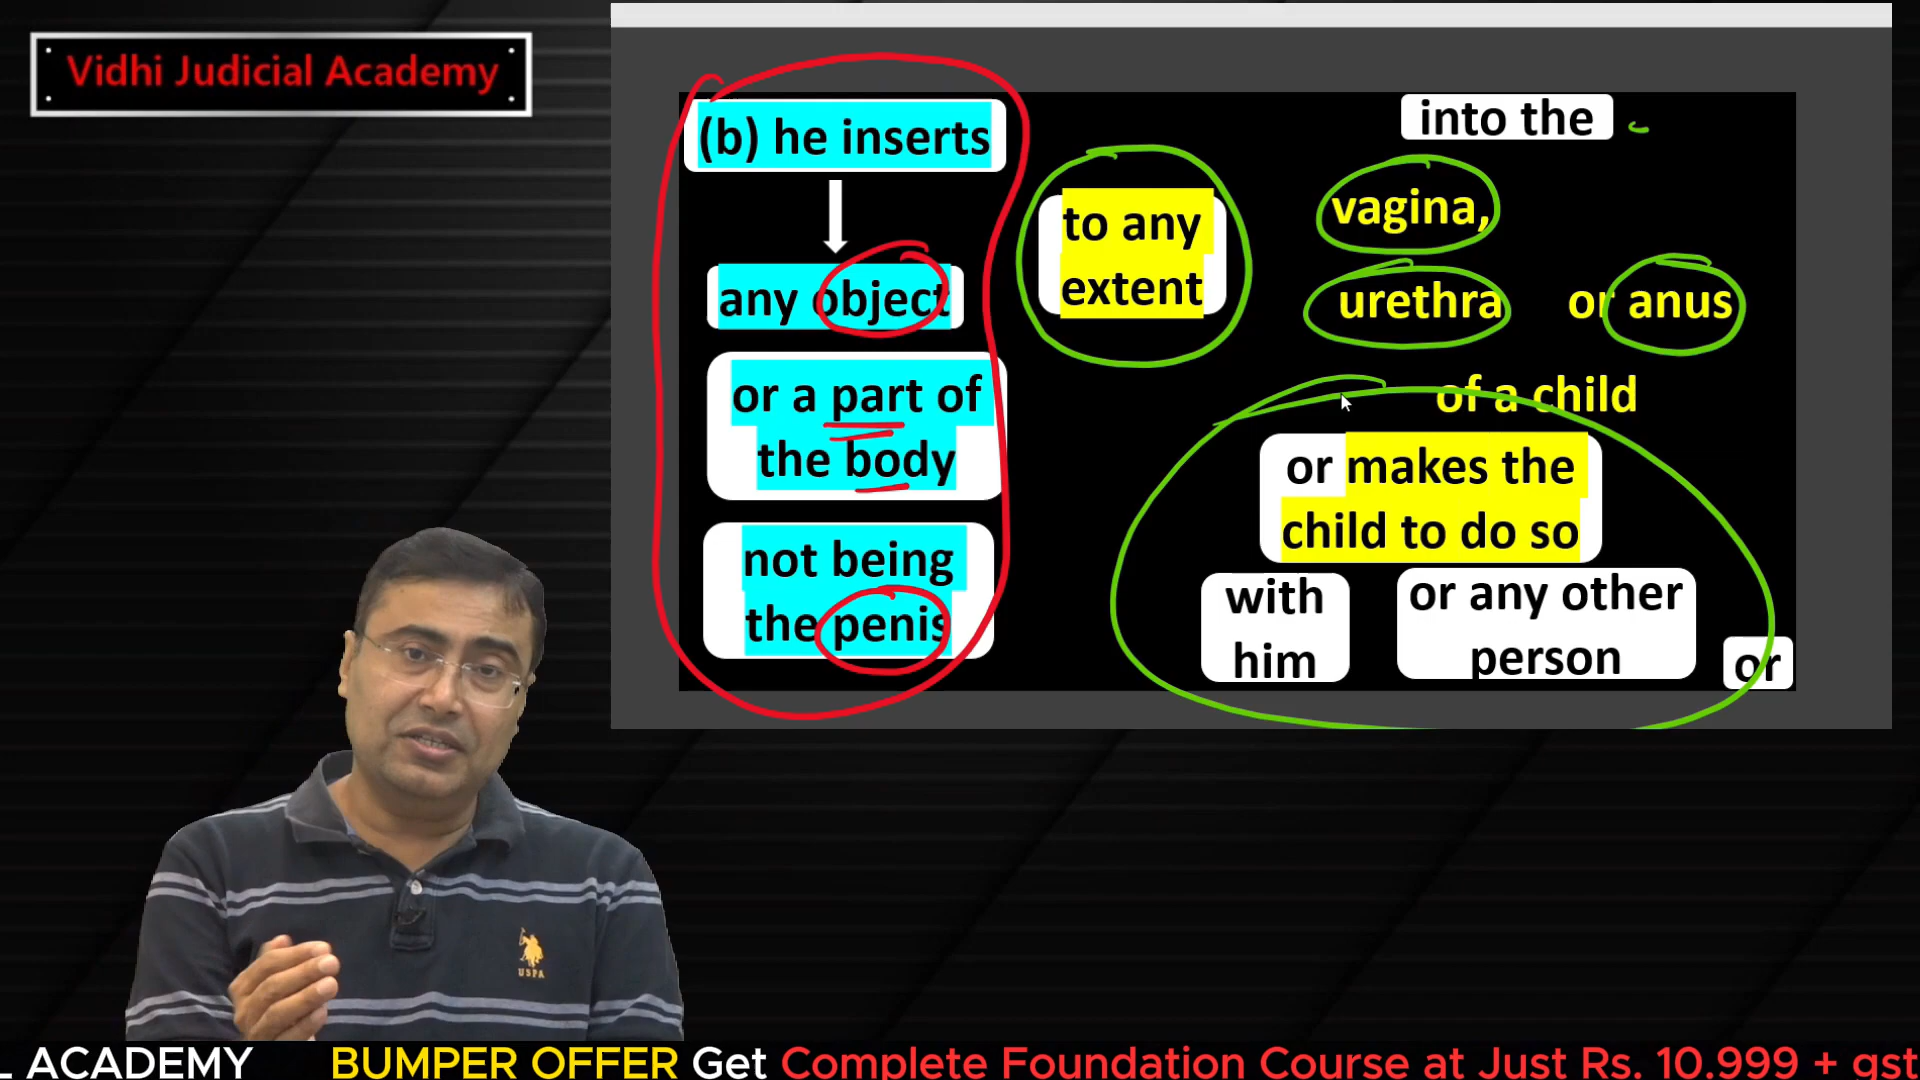 Vidhi Judicial Academy
(b) he inserts
any object
or a part of
the body
not being
the penis
to any
extent
into the
vagina,
urethra or anus
of a child
or makes the
child to do so
with
him
or any other
person
or
USPA
L ACADEMY BUMPER OFFER Get Complete Foundation Course at Just Rs. 10.999 + gst